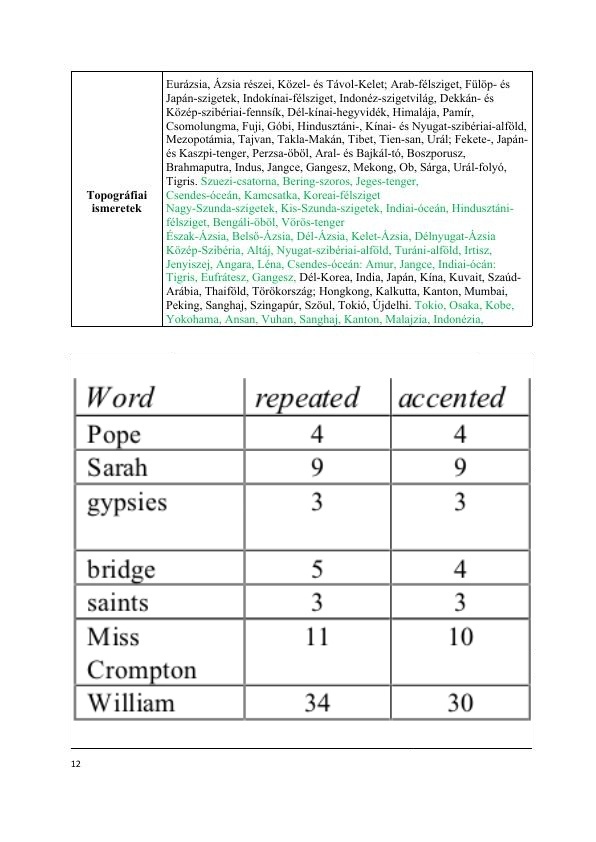 Topográfiai
ismeretek
Eurázsia, Ázsia részei, Közel- és Távol-Kelet; Arab-félsziget, Fülöp- és
Japán-szigetek, Indokínai-félsziget, Indonéz-szigetvilág, Dekkán- és
Közép-szibériai-fennsík, Dél-kínai-hegyvidék, Himalája, Pamír,
Csomolungma, Fuji, Góbi, Hindusztáni-, Kínai- és Nyugat-szibériai-alföld,
Mezopotámia, Tajvan, Takla-Makán, Tibet, Tien-san, Urál; Fekete-, Japán-
és Kaszpi-tenger, Perzsa-öböl, Aral- és Bajkál-tó, Boszporusz,
Brahmaputra, Indus, Jangce, Gangesz, Mekong, Ob, Sárga, Urál-folyó,
Tigris. Szuezi-csatorna, Bering-szoros, Jeges-tenger,
Csendes-óceán, Kamcsatka, Koreai-félsziget
Nagy-Szunda-szigetek, Kis-Szunda-szigetek, Indiai-óceán, Hindusztáni-
félsziget, Bengáli-öböl, Vörös-tenger
Észak-Ázsia, Belső-Ázsia, Dél-Ázsia, Kelet-Ázsia, Délnyugat-Ázsia
Közép-Szibéria, Altáj, Nyugat-szibériai-alföld, Turáni-alföld, Irtisz,
Jenyiszej, Angara, Léna, Csendes-óceán: Amur, Jangce, Indiai-ócán:
Tigris, Eufrátesz, Gangesz, Dél-Korea, India, Japán, Kína, Kuvait, Szaúd-
Arábia, Thaiföld, Törökország; Hongkong, Kalkutta, Kanton, Mumbai,
Peking, Sanghaj, Szingapúr, Szöul, Tokió, Újdelhi. Tokio, Osaka, Kobe,
Yokohama, Ansan, Vuhan, Sanghaj, Kanton, Malajzia, Indonézia,
Word repeated accented
Pope 4 4
Sarah 9 9
gypsies 3 3
bridge 5 4
saints 3 3
Miss 11 10
Crompton
William 34 30
12